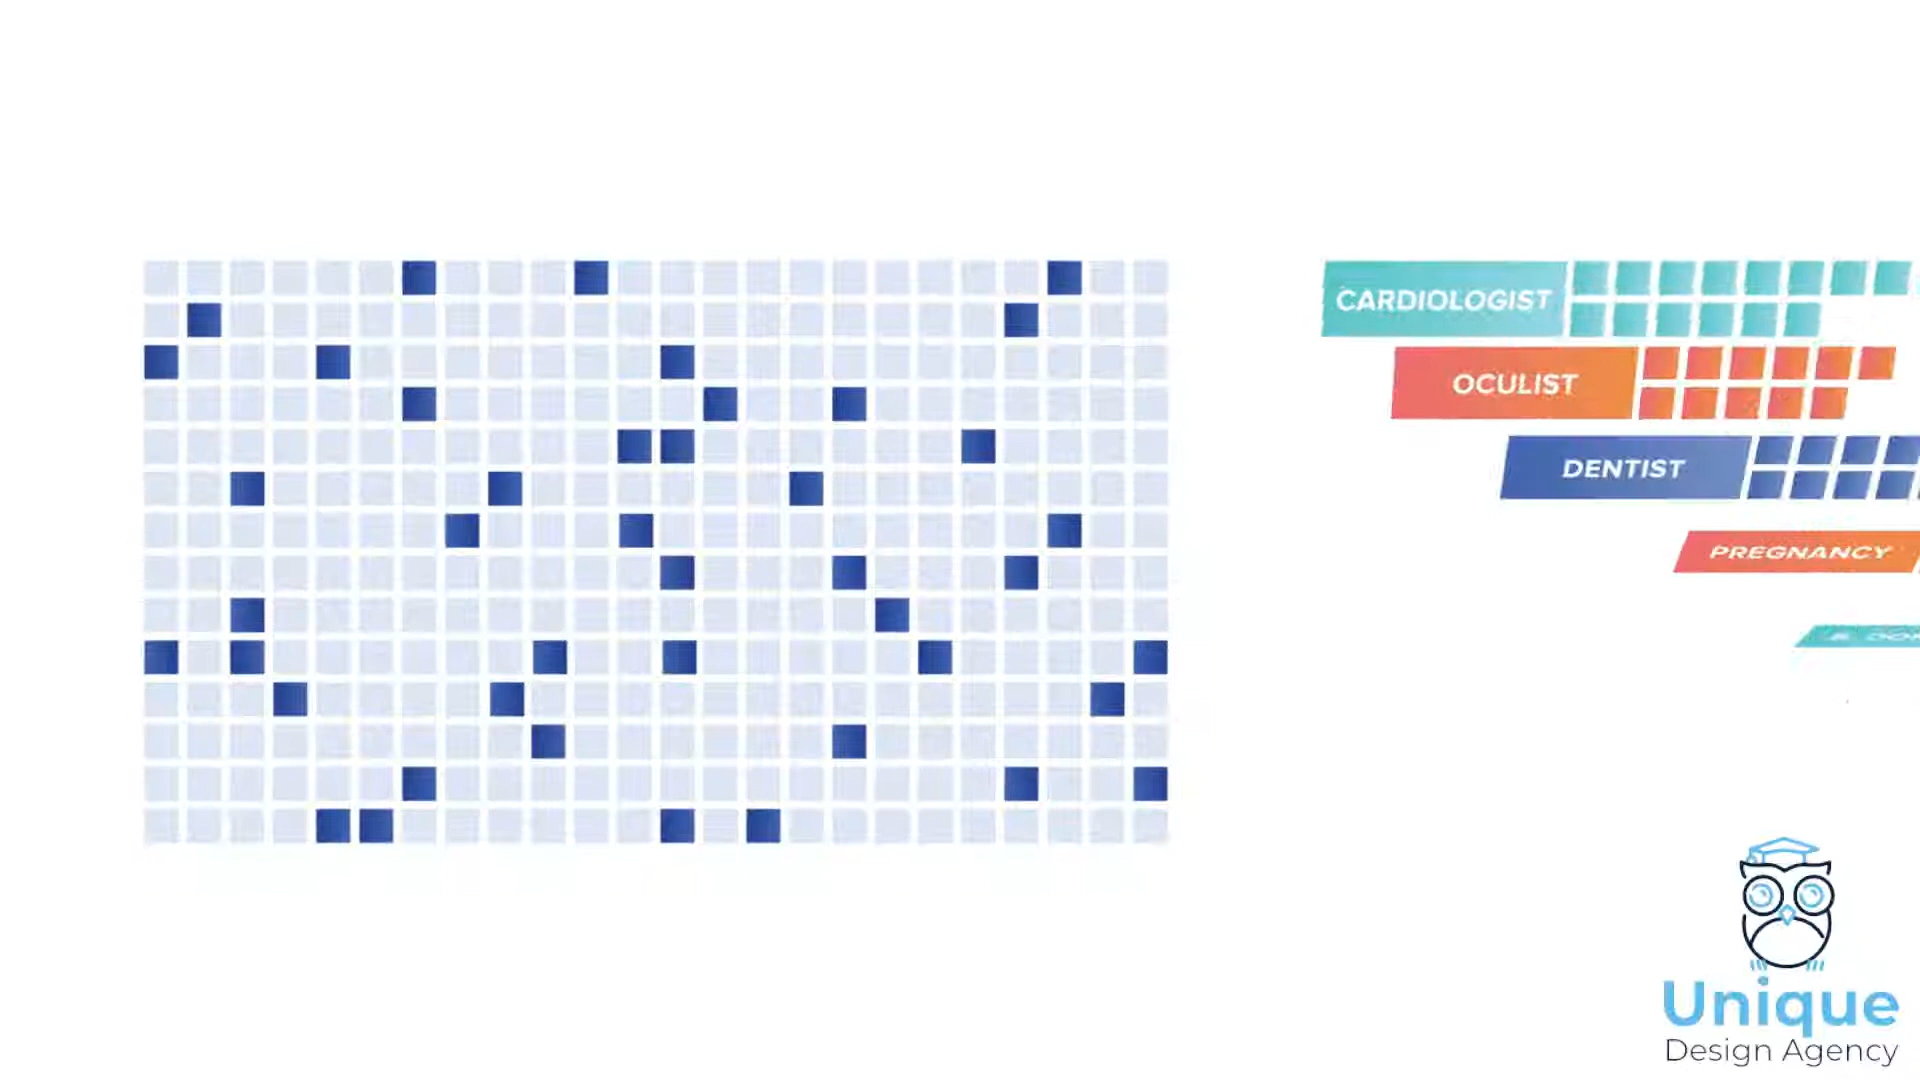 CARDIOLOGIST
OCULIST
DENTIST
PREGNANCY
Unique
Design Agency